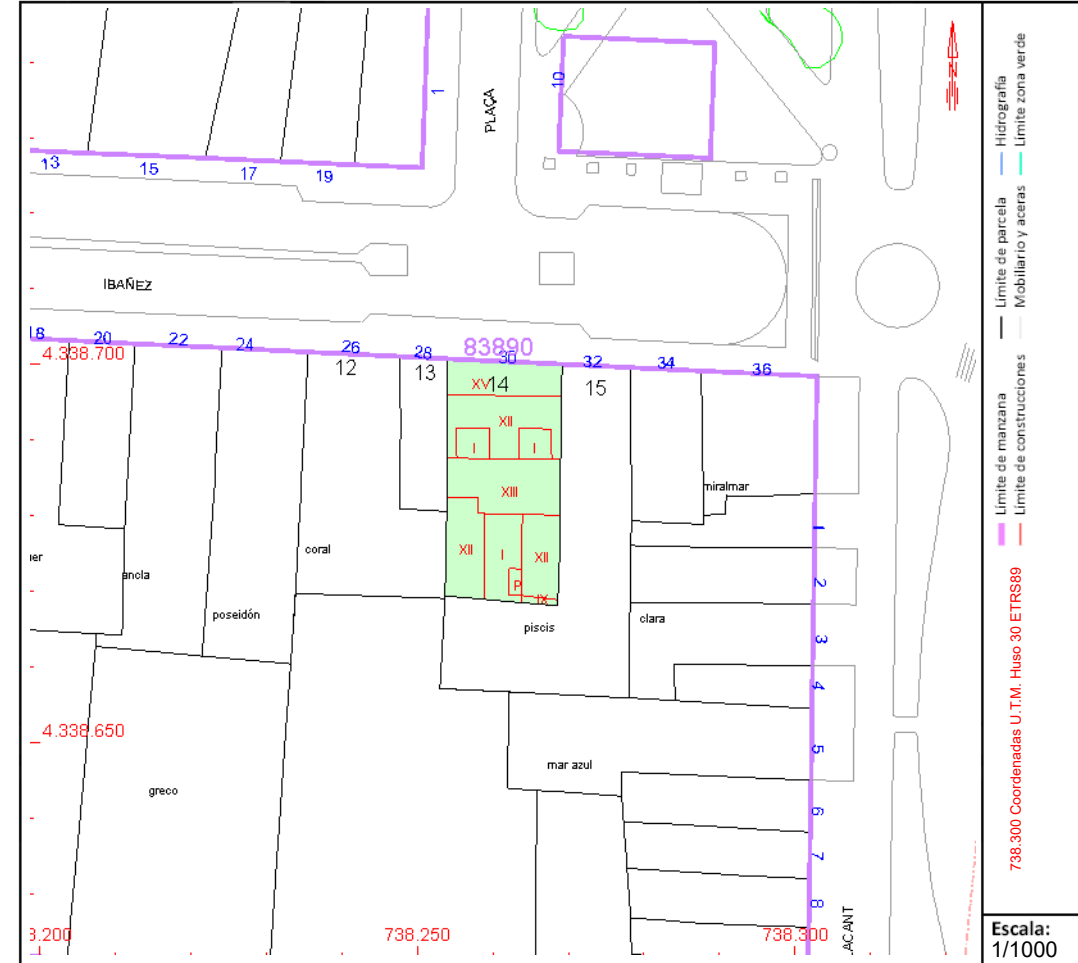 10
1
PLAÇA
13
15
17
19
IBAÑEZ
18
20
22
24
26
28
83890
30
32
34
36
4.338.700
12
13
XV
14
15
XII
I
I
XIII
miralmar
XII
I
XII
coral
P
IX
ancla
poseidón
piscis
clara
1
2
3
4
5
6
7
8
4.338.650
mar azul
greco
738.250
738.300
ACANT
N
Hidrografía
Límite zona verde
Límite de parcela
Mobiliario y aceras
Límite de manzana
Límite de construcciones
738.300 Coordenadas U.T.M. Huso 30 ETRS89
Escala:
1/1000